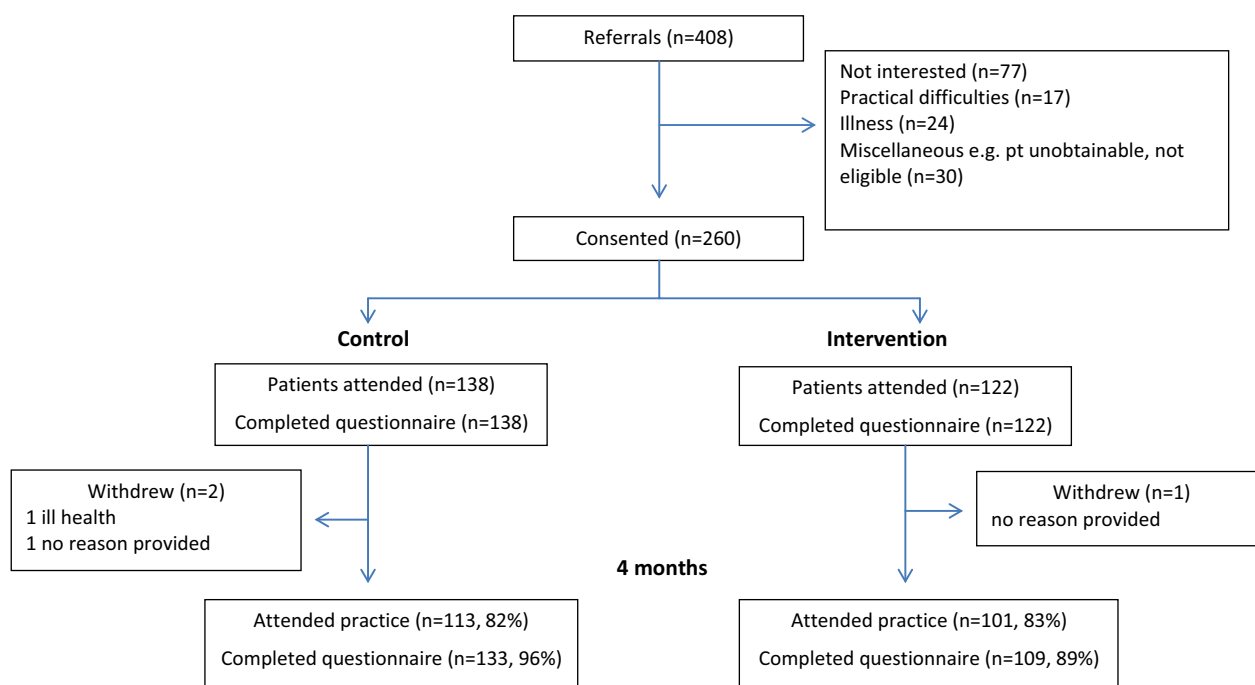 Referrals (n=408)
Not interested (n=77)
Practical difficulties (n=17)
Illness (n=24)
Miscellaneous e.g. pt unobtainable, not
eligible (n=30)
Consented (n=260)
Control
Intervention
Patients attended (n=138)
Completed questionnaire (n=138)
Patients attended (n=122)
Completed questionnaire (n=122)
Withdrew (n=2)
1 ill health
1 no reason provided
Withdrew (n=1)
no reason provided
4 months
Attended practice (n=113, 82%)
Completed questionnaire (n=133, 96%)
Attended practice (n=101, 83%)
Completed questionnaire (n=109, 89%)